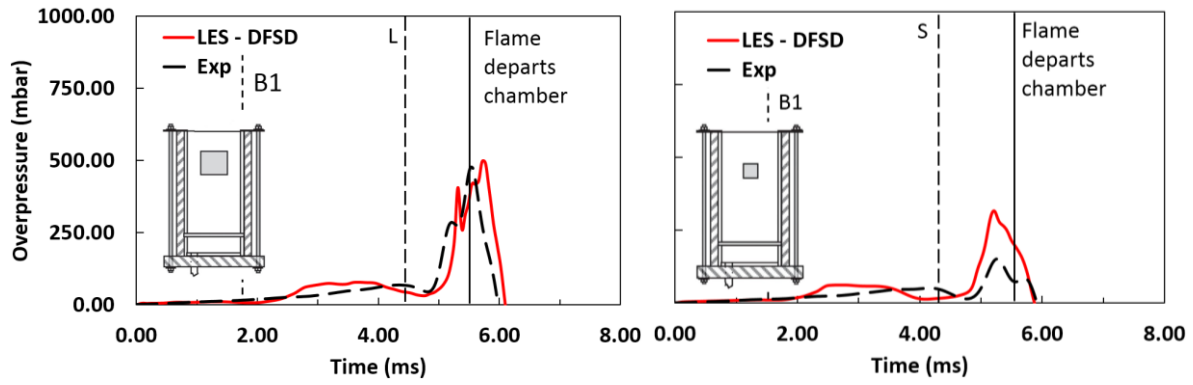 1000.00
750.00
500.00
250.00
0.00
Overpressure (mbar)
LES - DFSD
Exp
B1
L
Flame
departs
chamber
0.00 2.00 4.00 6.00 8.00
Time (ms)
LES - DFSD
Exp
B1
S
Flame
departs
chamber
0.00 2.00 4.00 6.00 8.00
Time (ms)